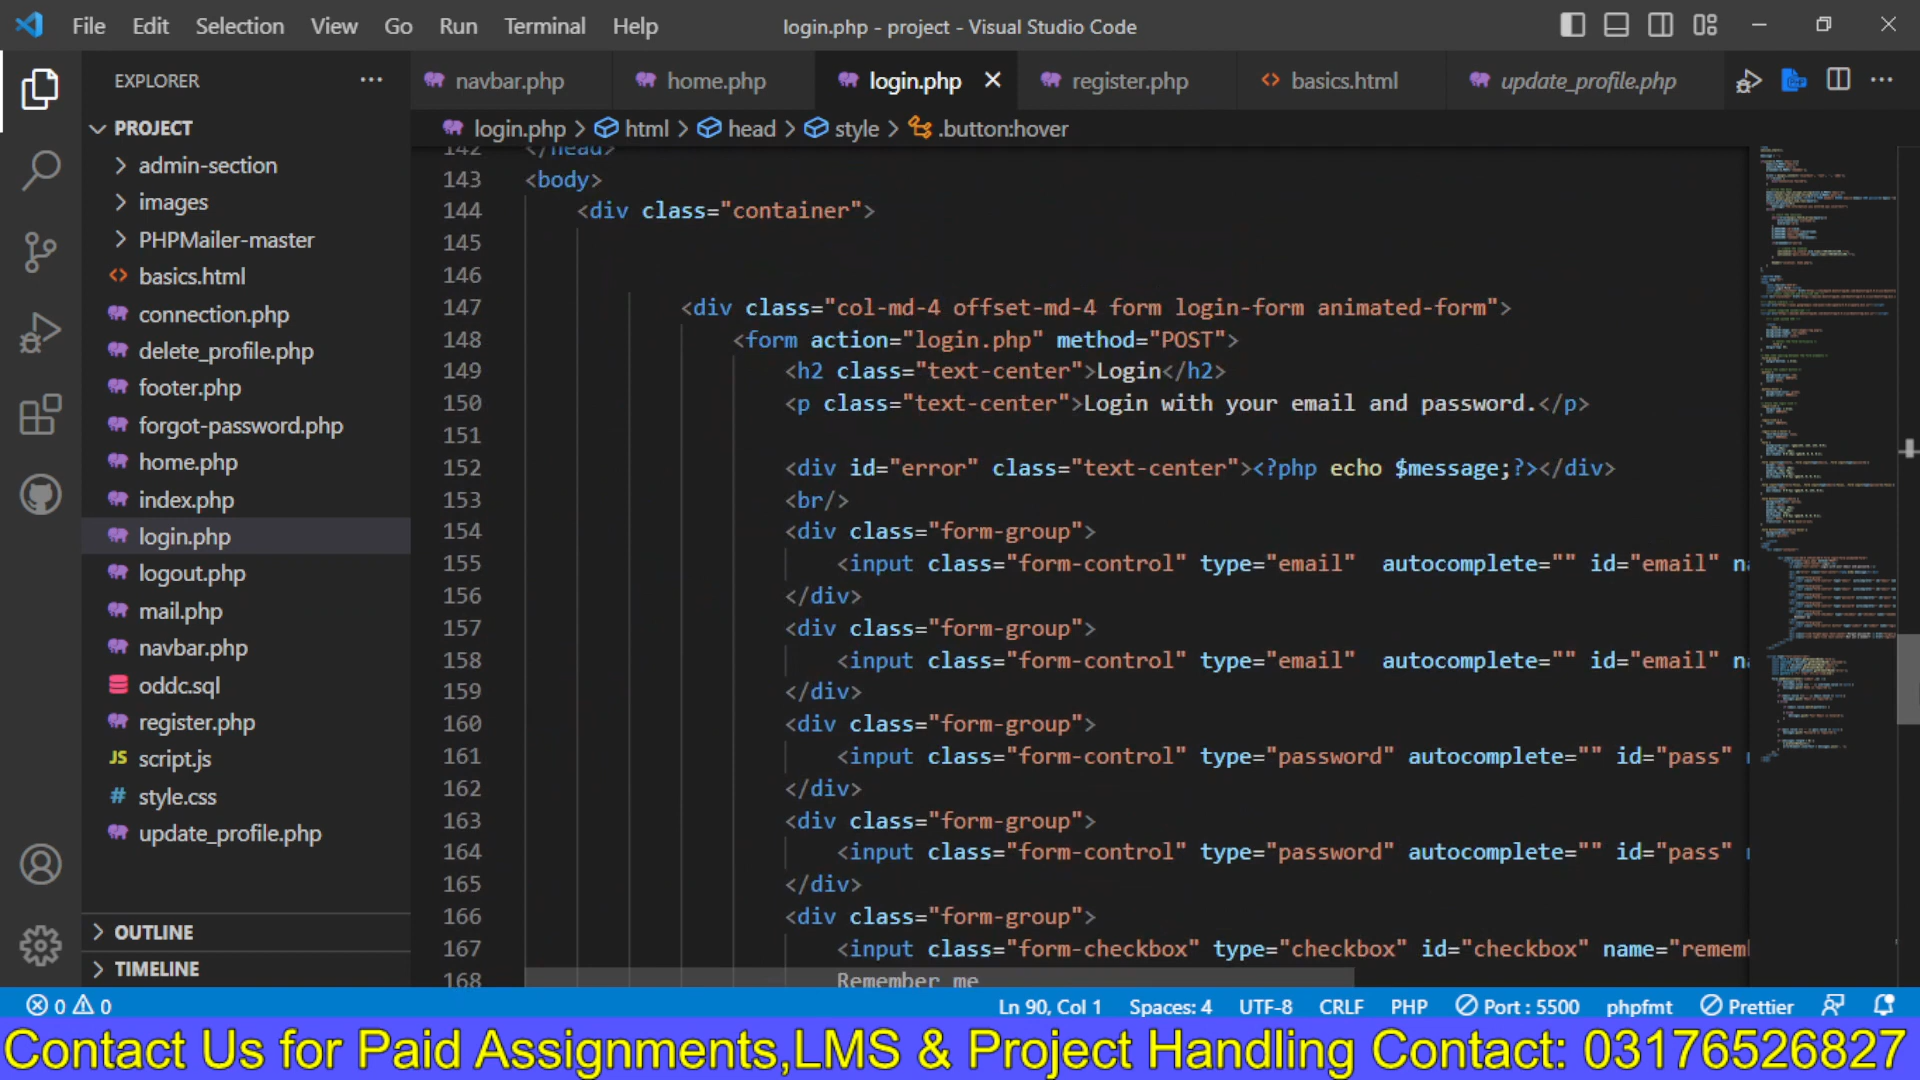 File Edit Selection View Go Run Terminal Help login.php - project - Visual Studio Code
EXPLORER
PROJECT
admin-section
images
PHPMailer-master
basics.html
connection.php
delete_profile.php
footer.php
forgot-password.php
home.php
index.php
login.php
logout.php
mail.php
navbar.php
oddc.sql
register.php
JS script.js
# style.css
update_profile.php
OUTLINE
TIMELINE
navbar.php home.php login.php register.php basics.html update_profile.php
login.php > html > head > style > .button:hover
142 </head>
143 <body>
144 <div class="container">
145
146
147 <div class="col-md-4 offset-md-4 form login-form animated-form">
148 <form action="login.php" method="POST">
149 <h2 class="text-center">Login</h2>
150 <p class="text-center">Login with your email and password.</p>
151
152 <div id="error" class="text-center"><?php echo $message;?></div>
153 <br/>
154 <div class="form-group">
155 <input class="form-control" type="email" autocomplete="" id="email" na
156 </div>
157 <div class="form-group">
158 <input class="form-control" type="email" autocomplete="" id="email" na
159 </div>
160 <div class="form-group">
161 <input class="form-control" type="password" autocomplete="" id="pass"
162 </div>
163 <div class="form-group">
164 <input class="form-control" type="password" autocomplete="" id="pass"
165 </div>
166 <div class="form-group">
167 <input class="form-checkbox" type="checkbox" id="checkbox" name="remem
168 Remember me
0 0 Ln 90, Col 1 Spaces: 4 UTF-8 CRLF PHP Port : 5500 phpfmt Prettier
Contact Us for Paid Assignments,LMS & Project Handling Contact: 03176526827